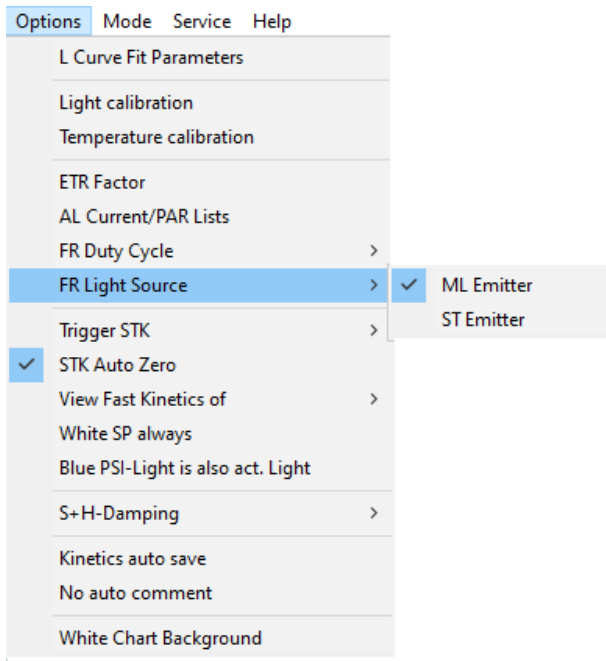 Options Mode Service Help
L Curve Fit Parameters
Light calibration
Temperature calibration
ETR Factor
AL Current/PAR Lists
FR Duty Cycle
FR Light Source
ML Emitter
ST Emitter
Trigger STK
STK Auto Zero
View Fast Kinetics of
White SP always
Blue PSI-Light is also act. Light
S+H-Damping
Kinetics auto save
No auto comment
White Chart Background